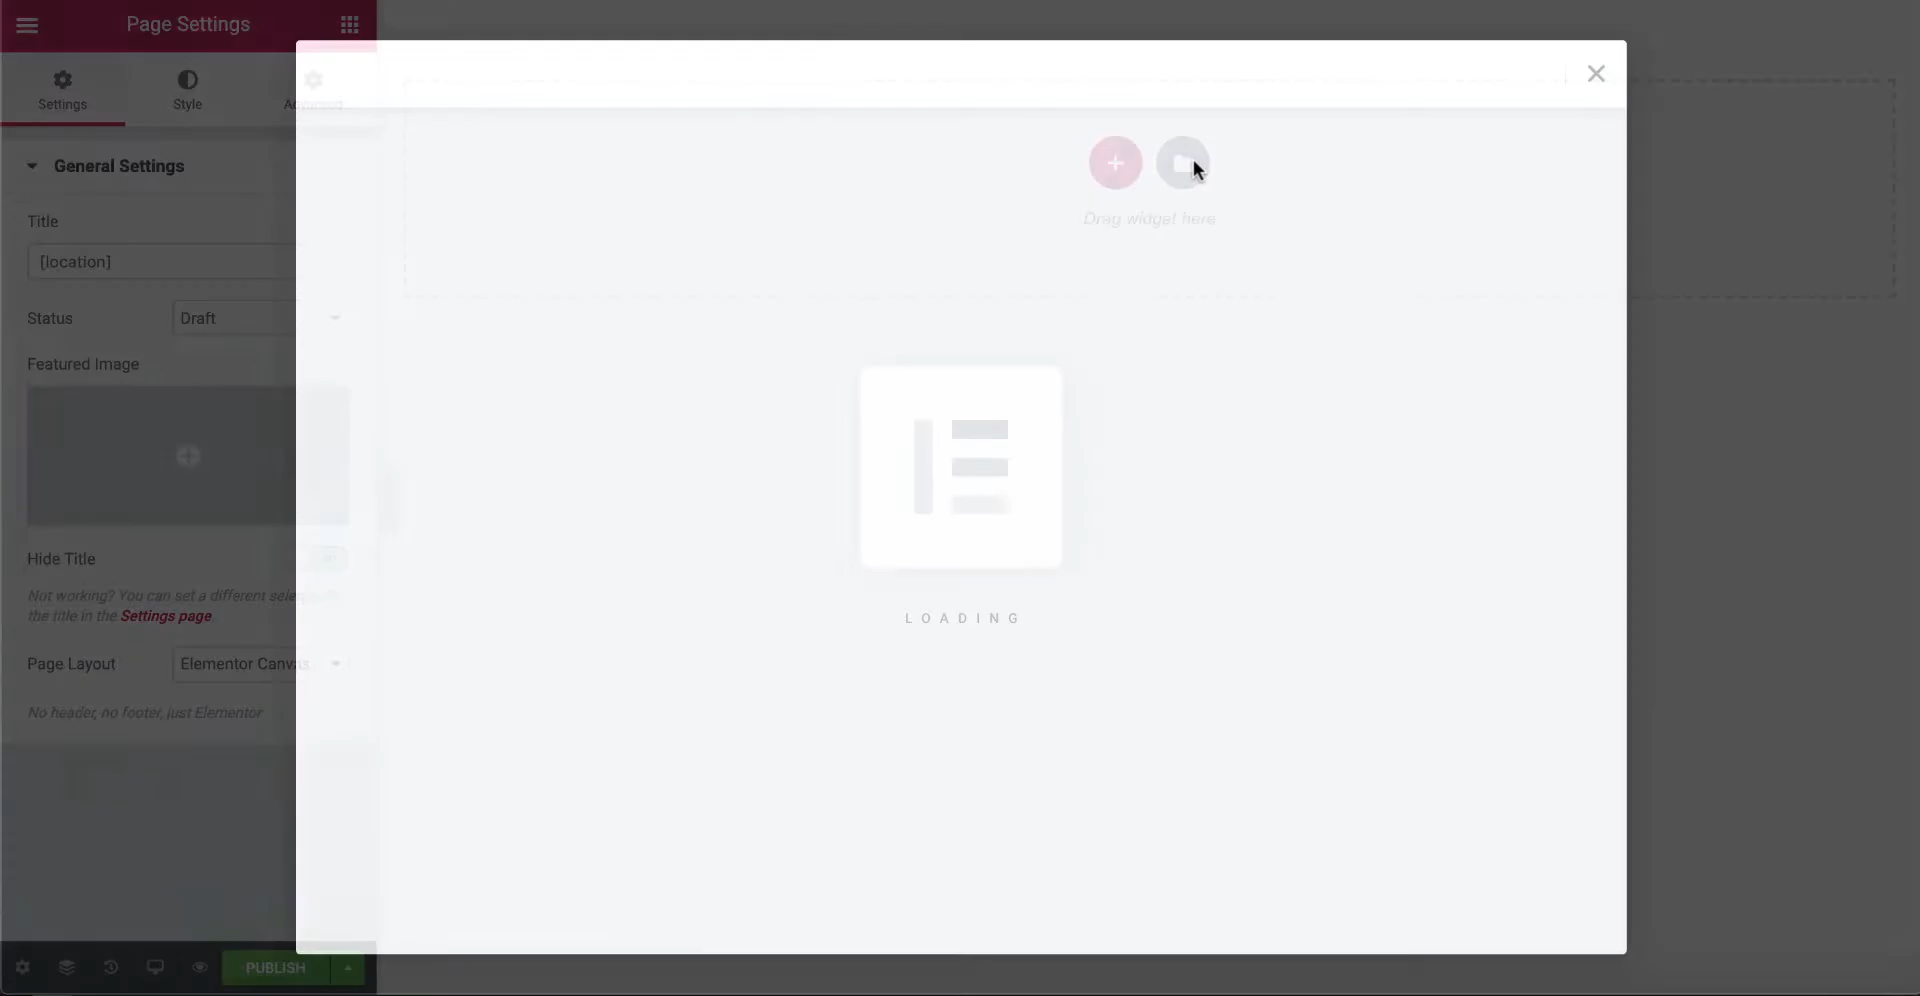 Page Settings
Settings
Style
Advanced
General Settings
Title
[location]
Status
Draft
Featured Image
Hide Title
Not working? You can set a different
the title in the Settings page
Page Layout
Elementor Canvas
No header, no footer, just Elementor
PUBLISH
Drag widget here
LOADING